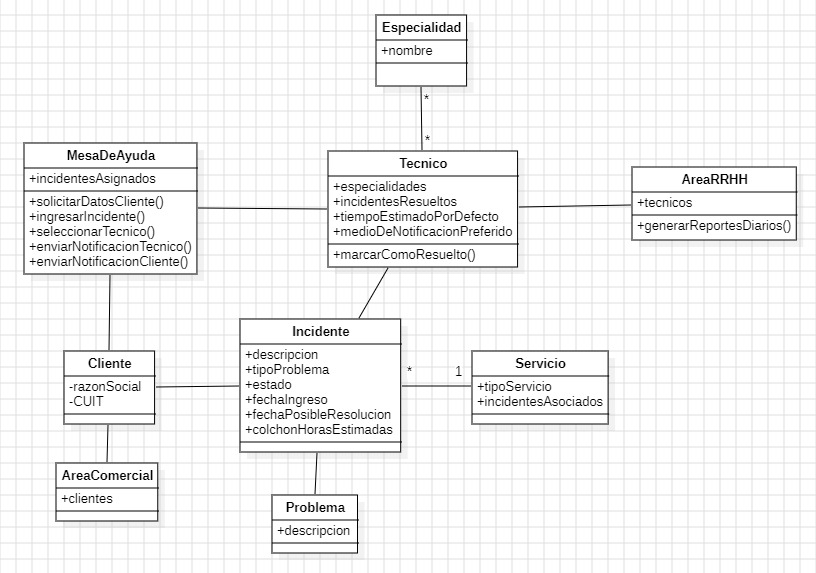 Especialidad
+nombre
*
*
MesaDeAyuda
+incidentesAsignados
+solicitarDatosCliente()
+ingresarIncidente()
+seleccionarTecnico()
+enviarNotificacionTecnico()
+enviarNotificacionCliente()
Tecnico
+especialidades
+incidentesResueltos
+tiempoEstimadoPorDefecto
+medioDeNotificacionPreferido
+marcarComoResuelto()
AreaRRHH
+tecnicos
+generarReportesDiarios()
Cliente
-razonSocial
-CUIT
Incidente
+descripcion
+tipoProblema
+estado
+fechaIngreso
+fechaPosibleResolucion
+colchonHorasEstimadas
*
1
Servicio
+tipoServicio
+incidentesAsociados
AreaComercial
+clientes
Problema
+descripcion